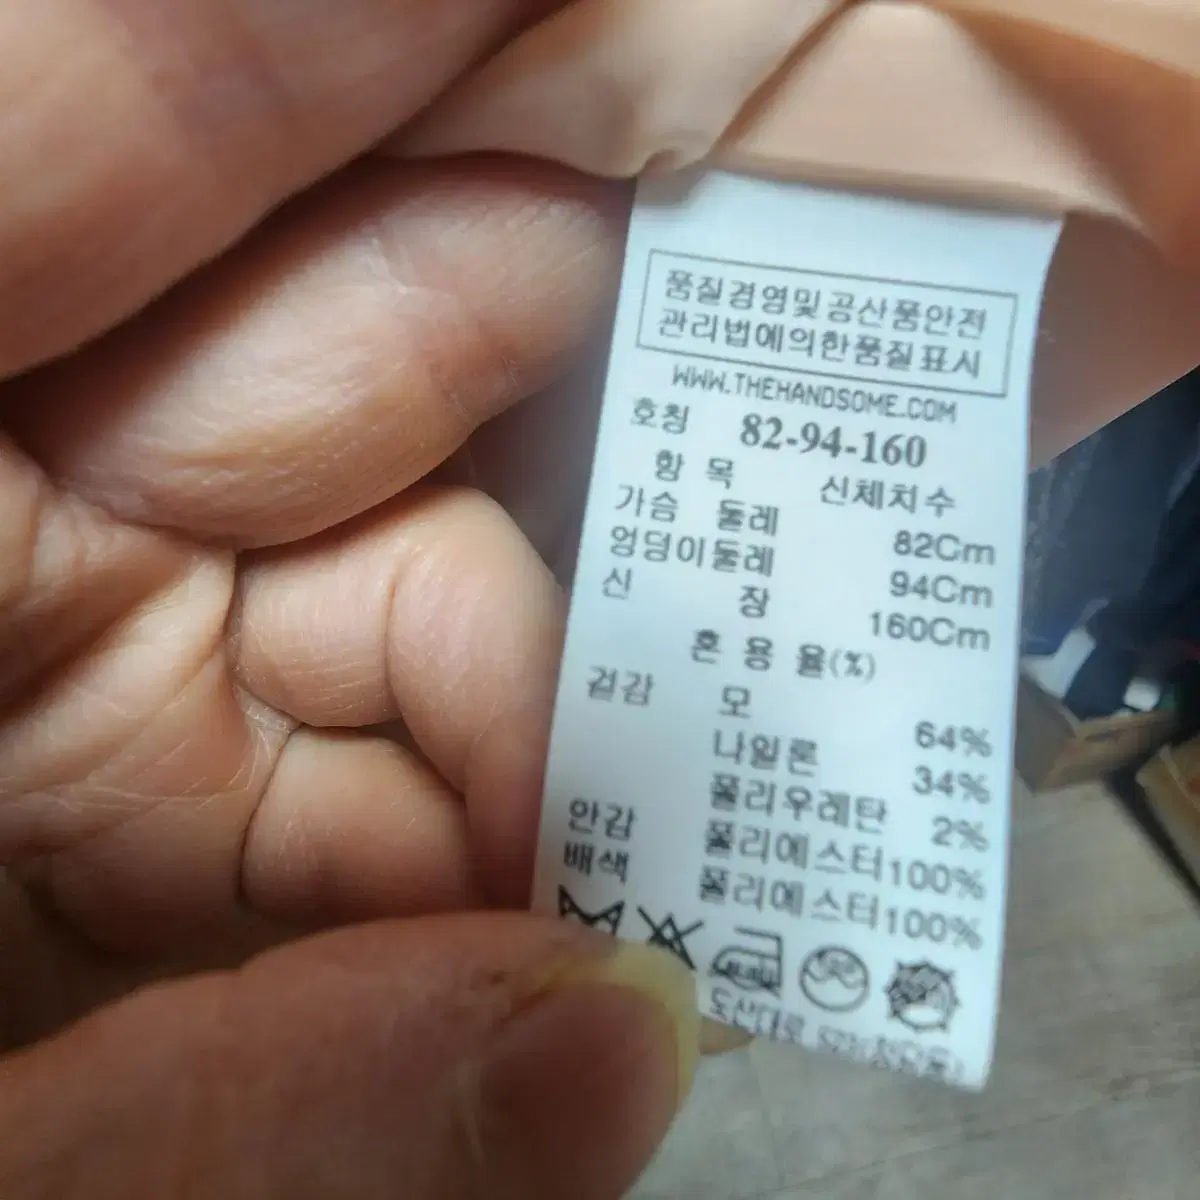 품질경영및공산품안전
관리법에의한품질표시
WWW.THEHANDSOME.COM
호칭 82-94-160
항 목 신체치수
가슴 둘레 82Cm
엉덩이둘레 94Cm
신 장 160Cm
혼 용 율(%)
겉감 모 64%
나일론 34%
폴리우레탄 2%
안감 폴리에스터100%
배색 폴리에스터100%
도산대로